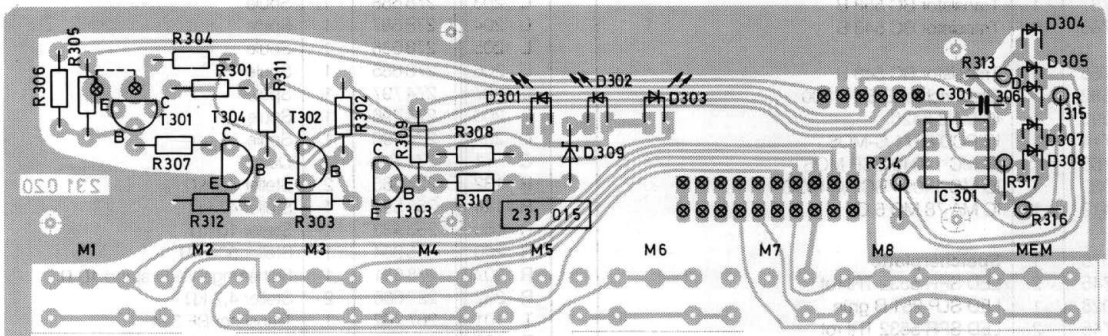 D304
R304
R305
R306
R301
R311
R313
D305
D302
R302
D301
D303
C301
D
306
R
315
E
C
T301
T304
T302
B
C
C
R309
R308
D307
R307
B
B
C
D309
D308
R314
R317
E
E
R310
IC 301
231 020
R312
R303
E
T303
231 015
R316
M1
M2
M3
M4
M5
M6
M7
M8
MEM